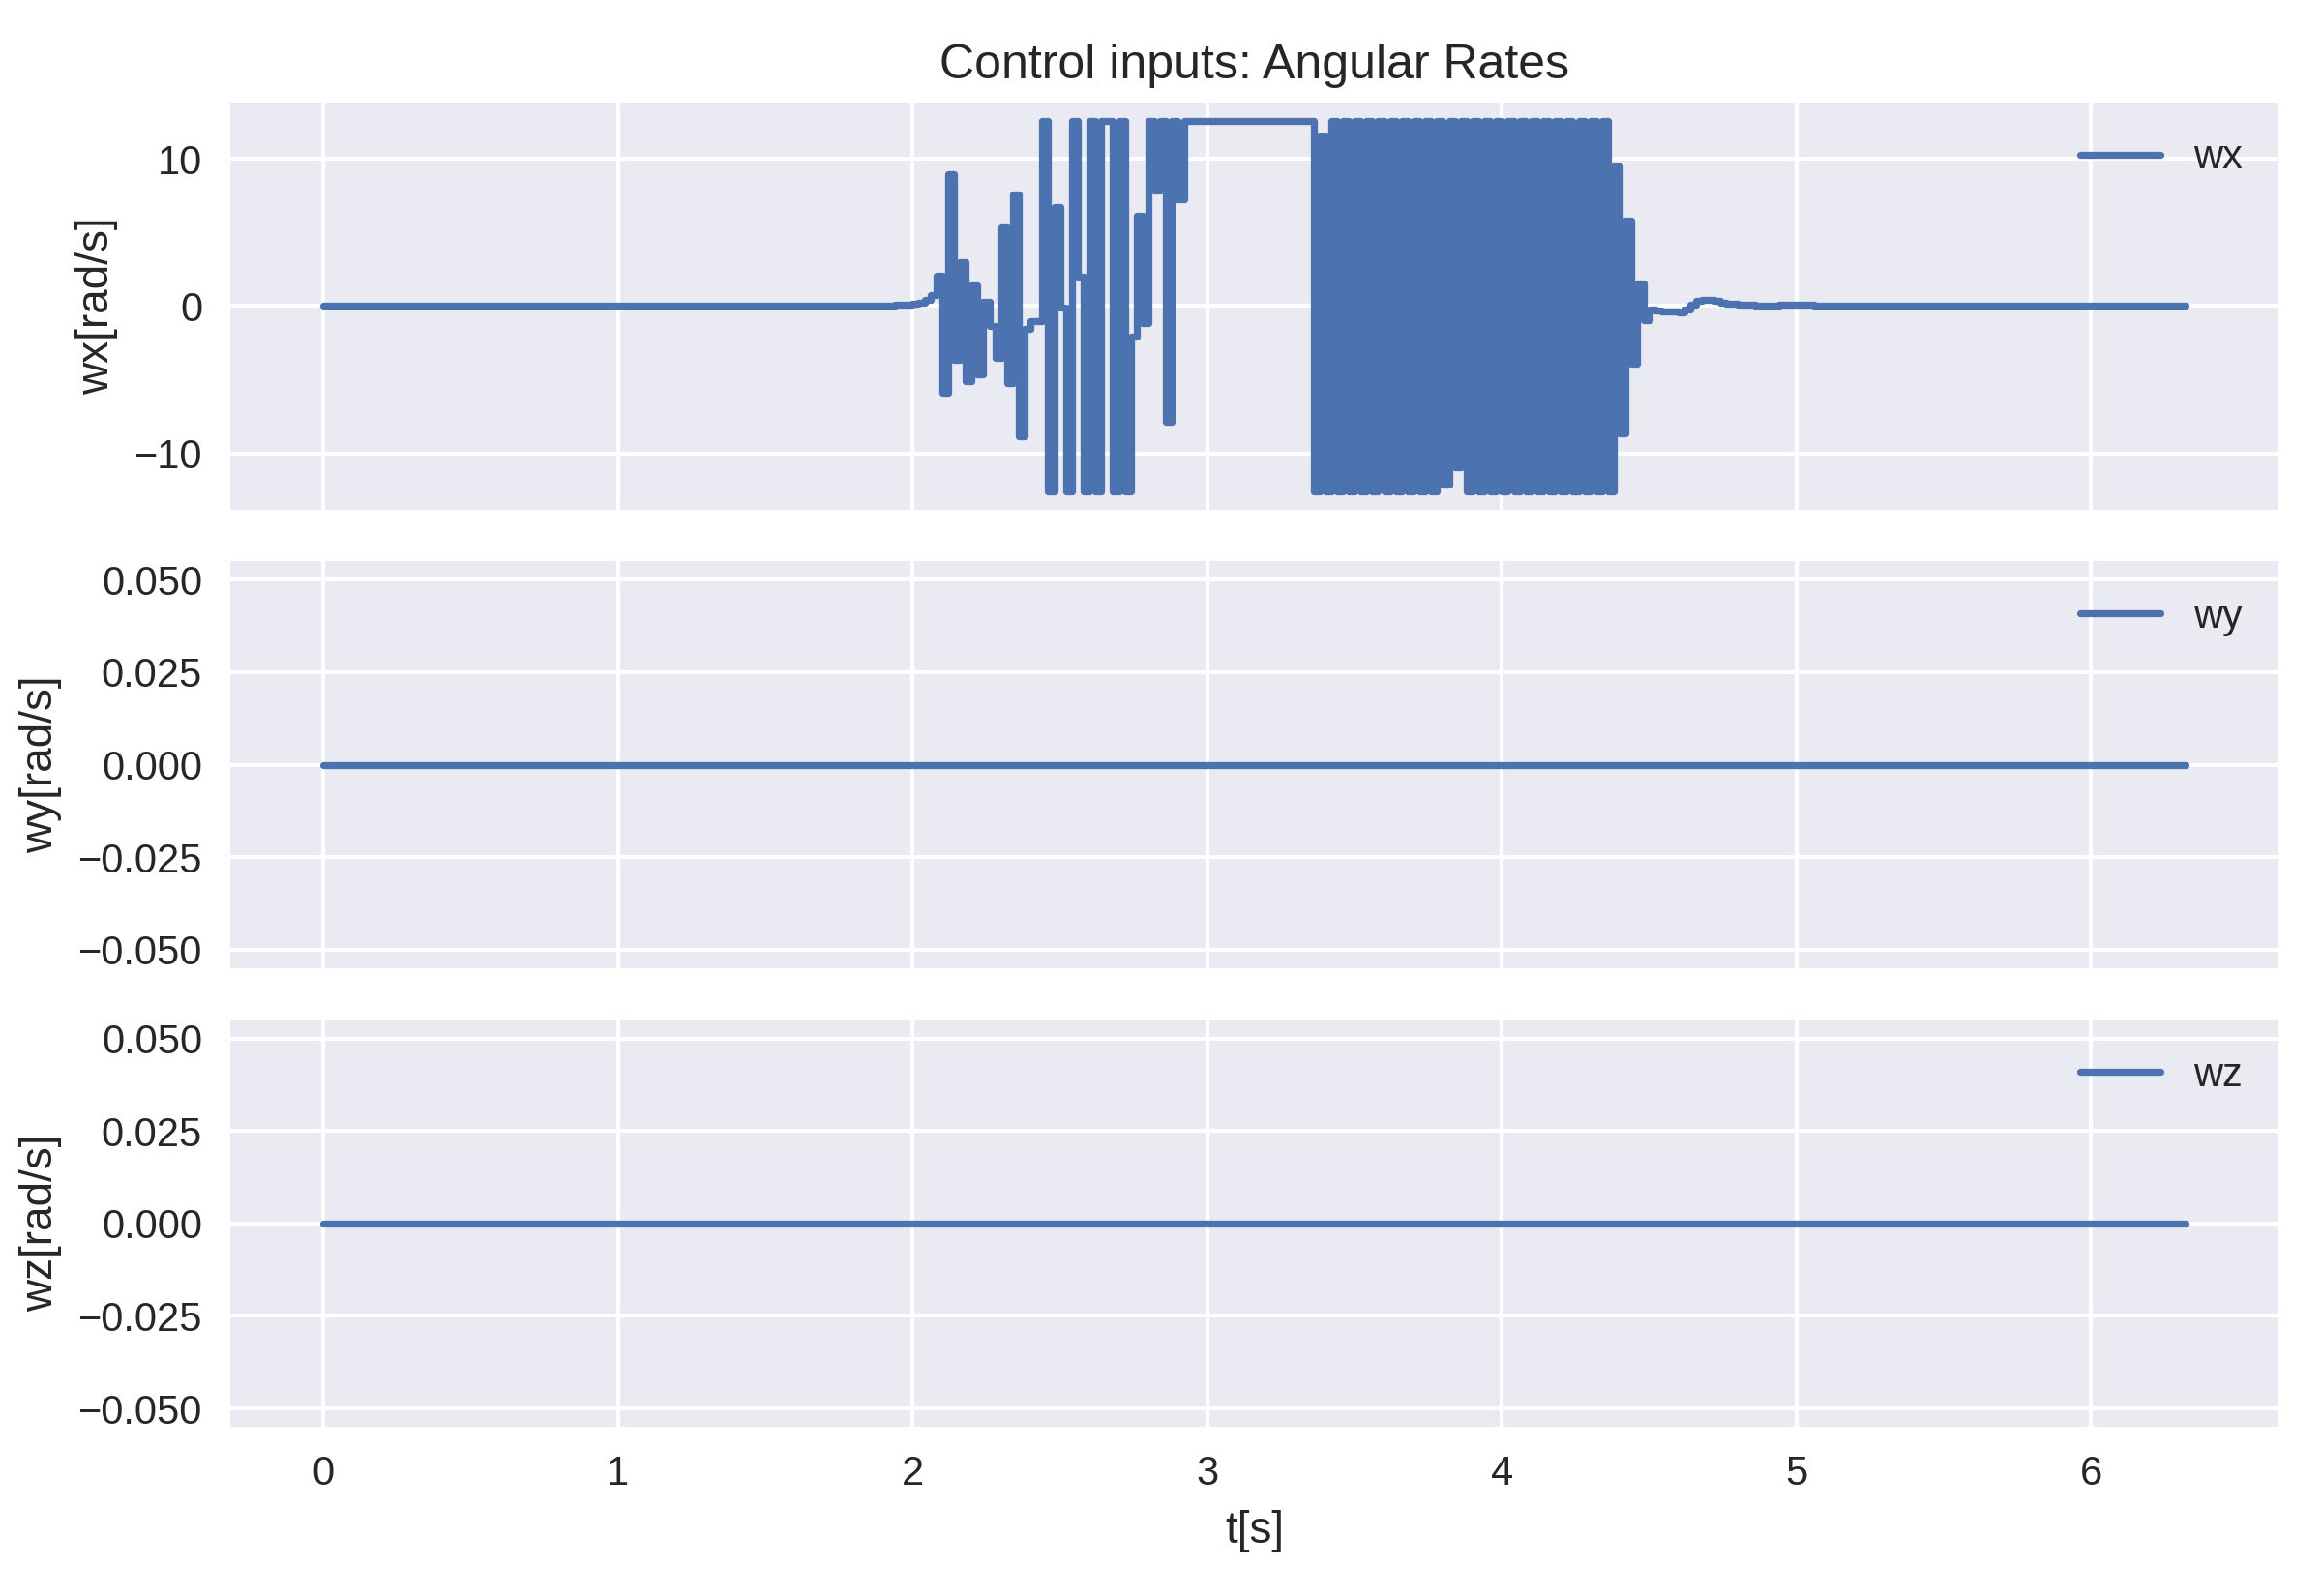 Control inputs: Angular Rates
10
0
−10
wx[rad/s]
wx
0.050
0.025
0.000
−0.025
−0.050
wy[rad/s]
wy
0.050
0.025
0.000
−0.025
−0.050
wz[rad/s]
wz
0 1 2 3 4 5 6
t[s]